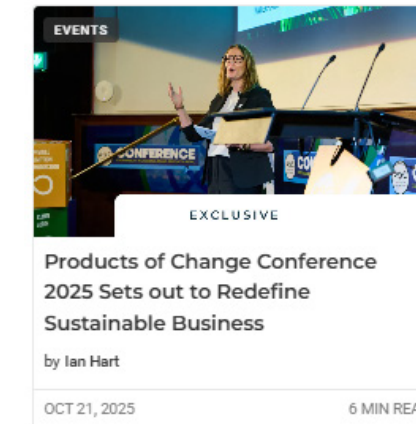 EVENTS
CONFERENCE
EXCLUSIVE
Products of Change Conference
2025 Sets out to Redefine
Sustainable Business
by Ian Hart
OCT 21, 2025
6 MIN REA